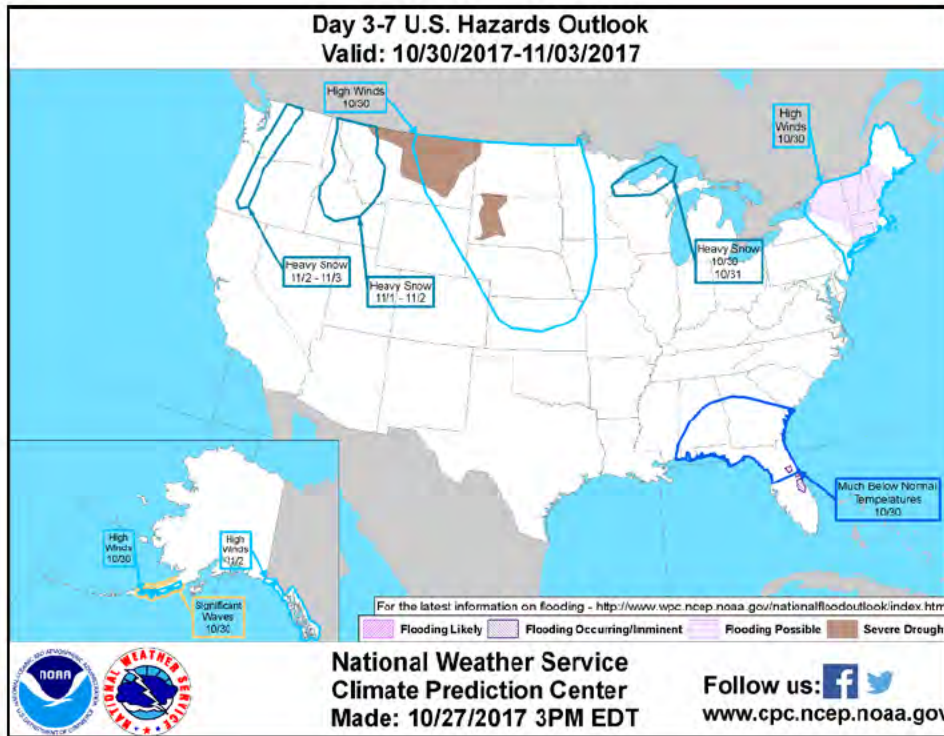 Day 3-7 U.S. Hazards Outlook
Valid: 10/30/2017-11/03/2017
High Winds
10/30
High
Winds
10/30
Heavy Snow
11/2 - 11/3
Heavy Snow
11/1 - 11/2
Heavy Snow
10/30 -
10/31
Much Below Normal
Temperatures
10/30
High
Winds
10/30
High
Winds
11/2
Significant
Waves
10/30
For the latest information on flooding - http://www.wpc.ncep.noaa.gov/nationalfloodoutlook/index.htm
Flooding Likely
Flooding Occurring/Imminent
Flooding Possible
Severe Drough
NOAA
NATIONAL WEATHER SERVICE
National Weather Service
Climate Prediction Center
Made: 10/27/2017 3PM EDT
Follow us:
www.cpc.ncep.noaa.gov